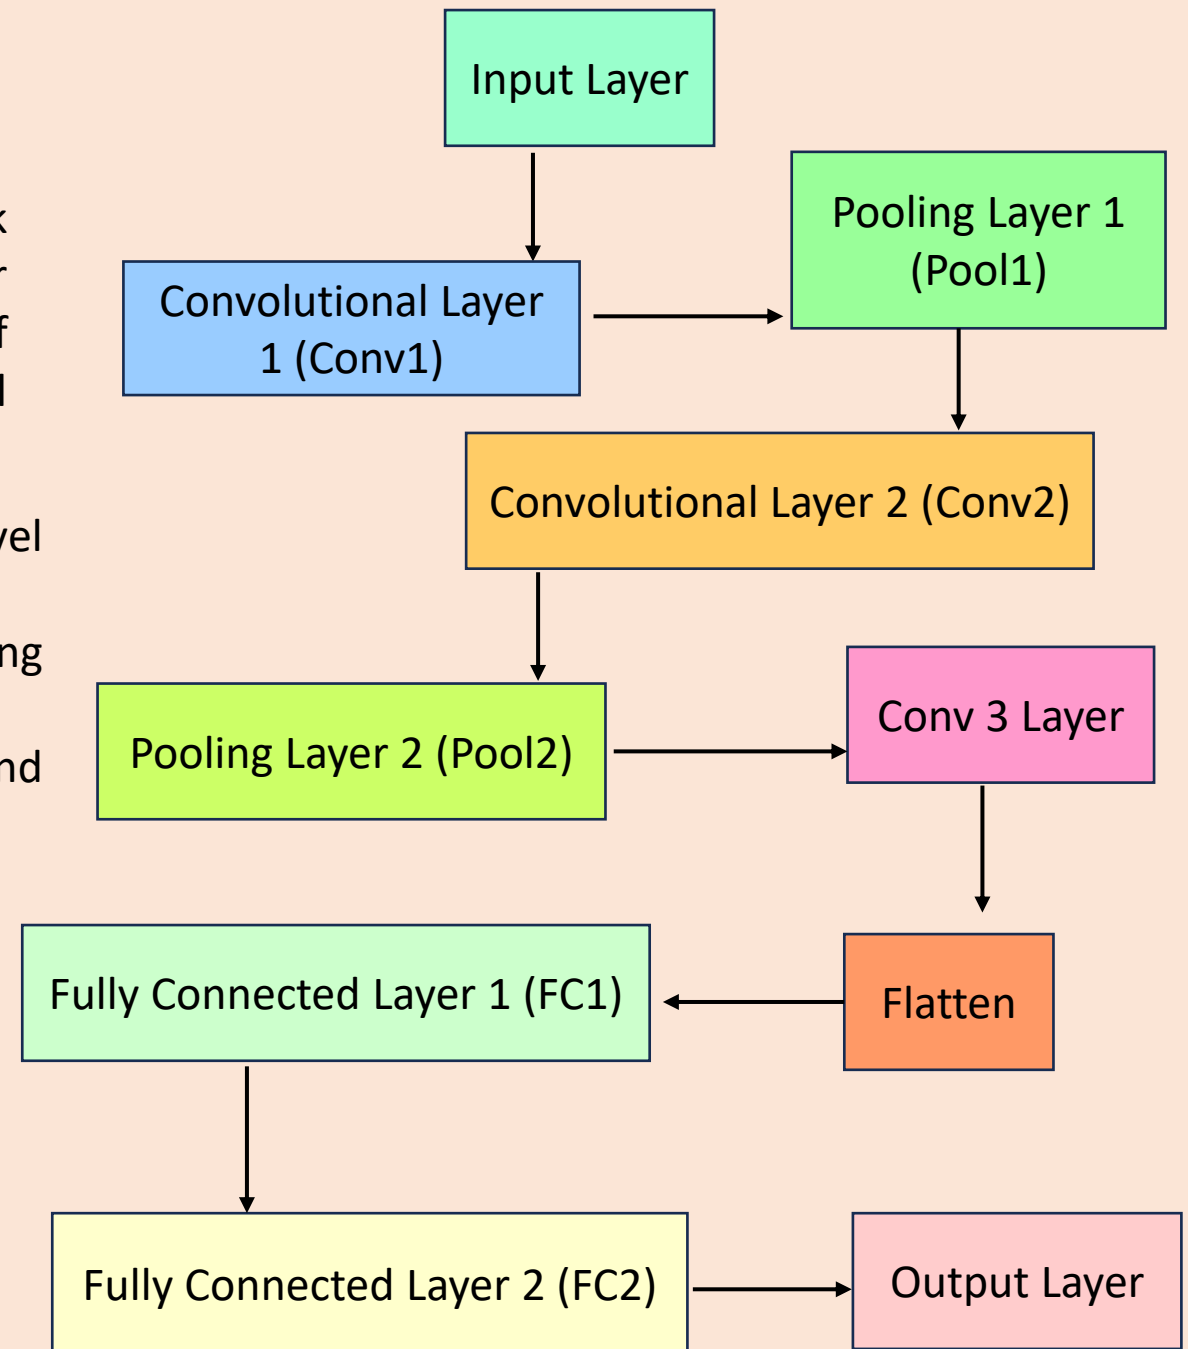 Input Layer
Pooling Layer 1
(Pool1)
Convolutional Layer
1 (Conv1)
Convolutional Layer 2 (Conv2)
Conv 3 Layer
Pooling Layer 2 (Pool2)
Fully Connected Layer 1 (FC1)
Flatten
Fully Connected Layer 2 (FC2)
Output Layer